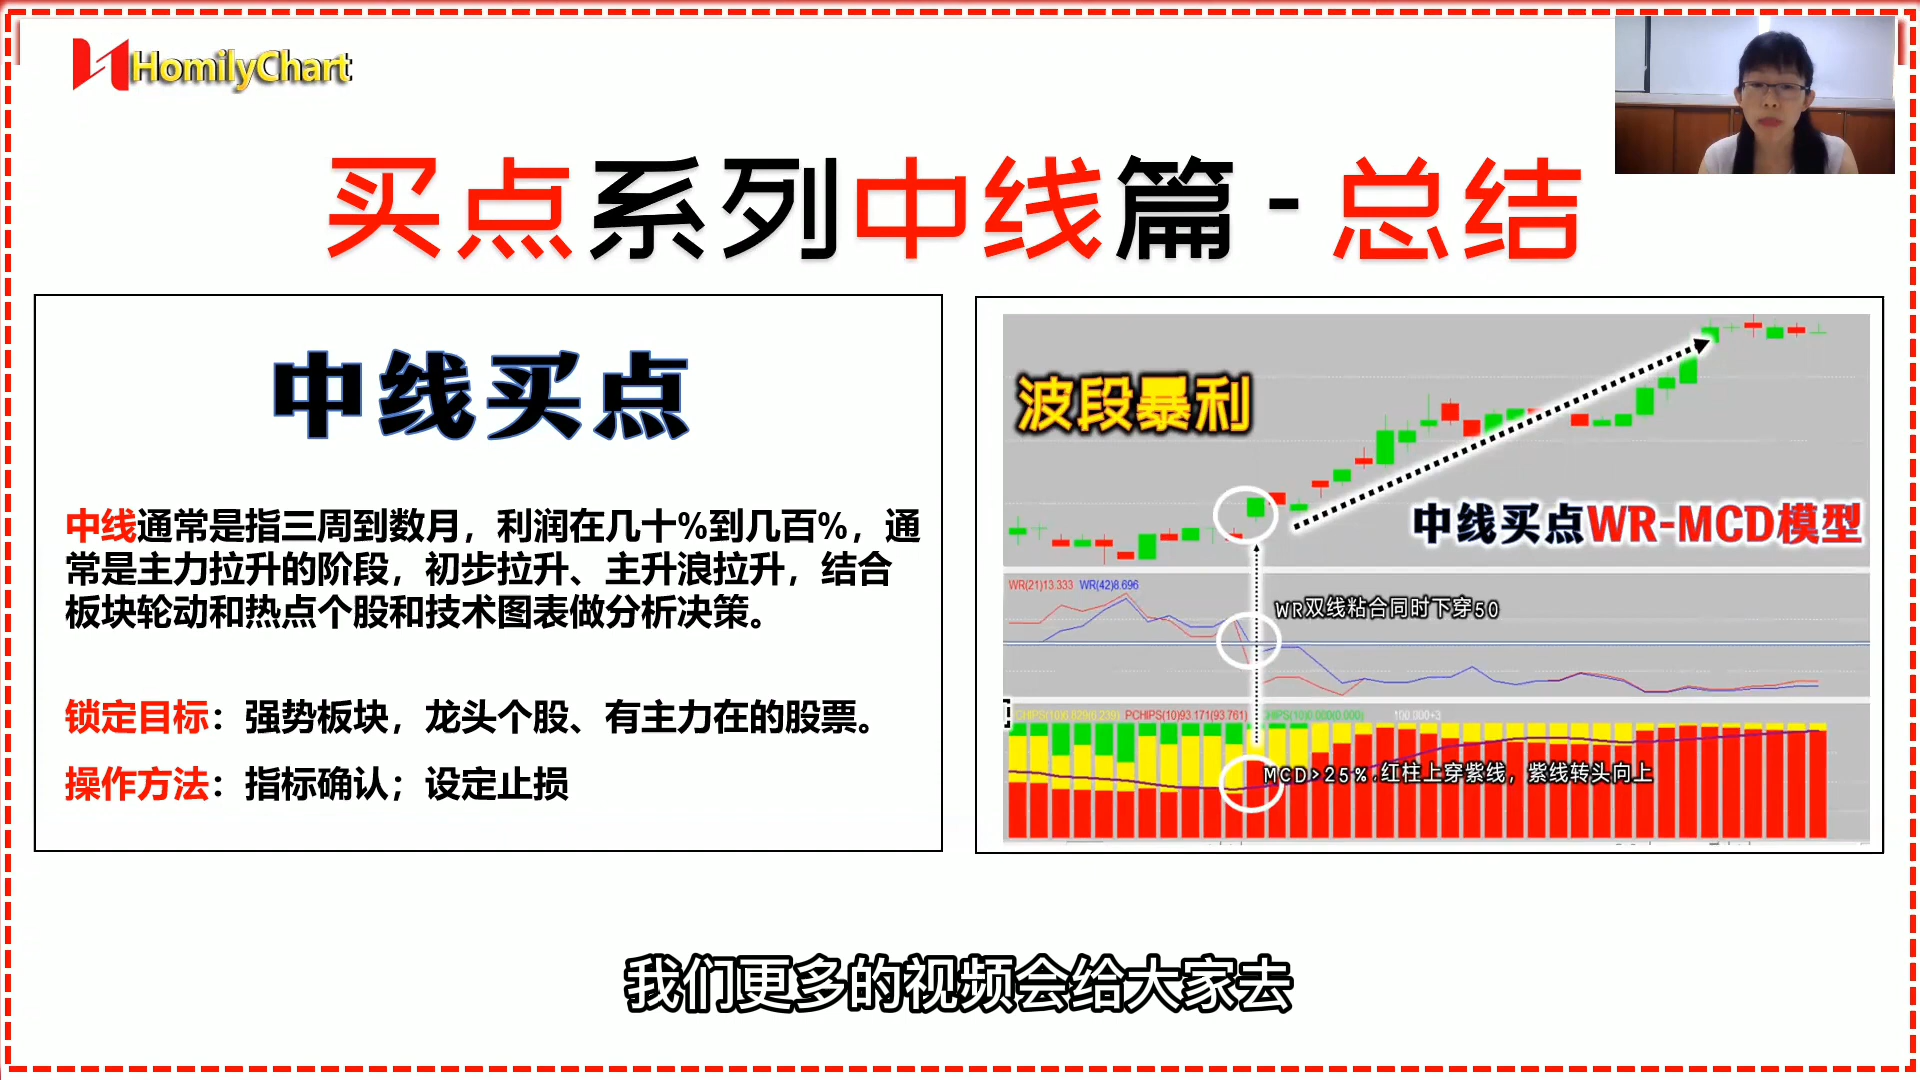 HomilyChart
买点系列中线篇-总结
中线买点
中线通常是指三周到数月，利润在几十%到几百%，通
常是主力拉升的阶段，初步拉升、主升浪拉升，结合
板块轮动和热点个股和技术图表做分析决策。
锁定目标：强势板块，龙头个股、有主力在的股票。
操作方法：指标确认；设定止损
波段暴利
中线买点WR-MCD模型
WR(21)13.333 WR(42)8.696
WR双线粘合同时下穿50
PCHIPS(10)93.171(93.761)
CHIPS(10)0.000(0.000)
100.000+3
MCD>25%.红柱上穿紫线，紫线转头向上
我们更多的视频会给大家去